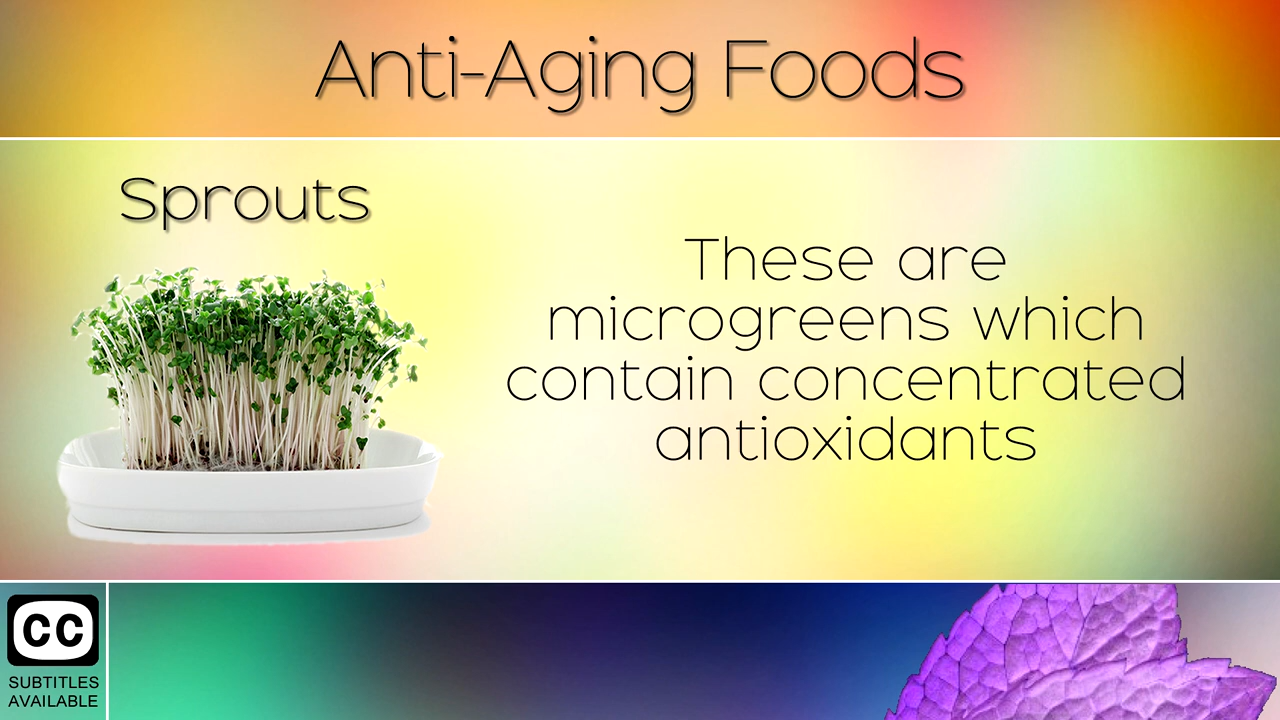 Anti-Aging Foods
Sprouts
These are
microgreens which
contain concentrated
antioxidants
CC
SUBTITLES
AVAILABLE